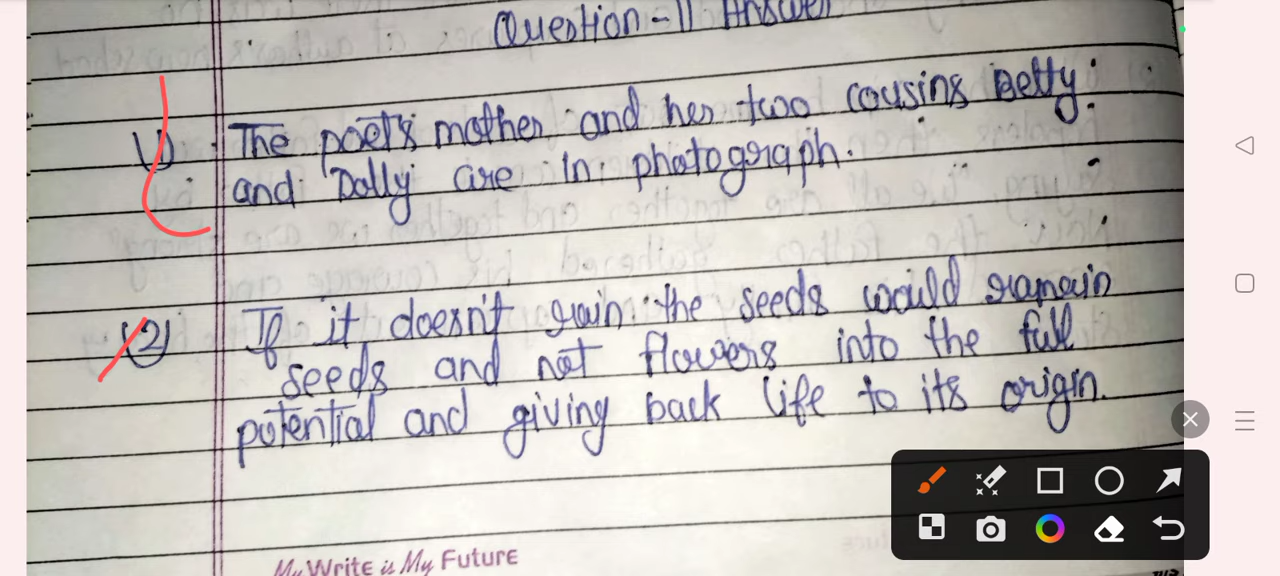 Question - 11 Answer
1) The poet's mother and her two cousins Betty
and Dolly are in photograph.
(2) If it doesn't rain the seeds would ramain
seeds and not flowers into the full
potential and giving back life to its origin.
My Write is My Future